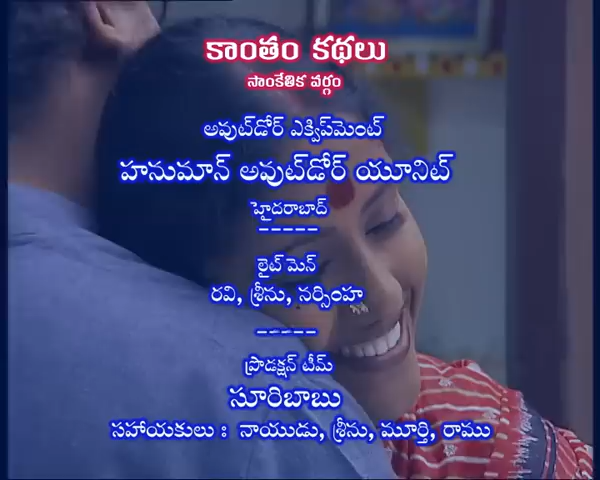 కాంతం కథలు
సాంకేతిక వర్గం
అవుట్‌డోర్ ఎక్విప్‌మెంట్
హనుమాన్ అవుట్‌డోర్ యూనిట్
హైదరాబాద్
-----
లైట్ మెన్
రవి, శ్రీను, నర్సింహ
-----
ప్రొడక్షన్ టీమ్
సూరిబాబు
సహాయకులు : నాయుడు, శ్రీను, మూర్తి, రాము